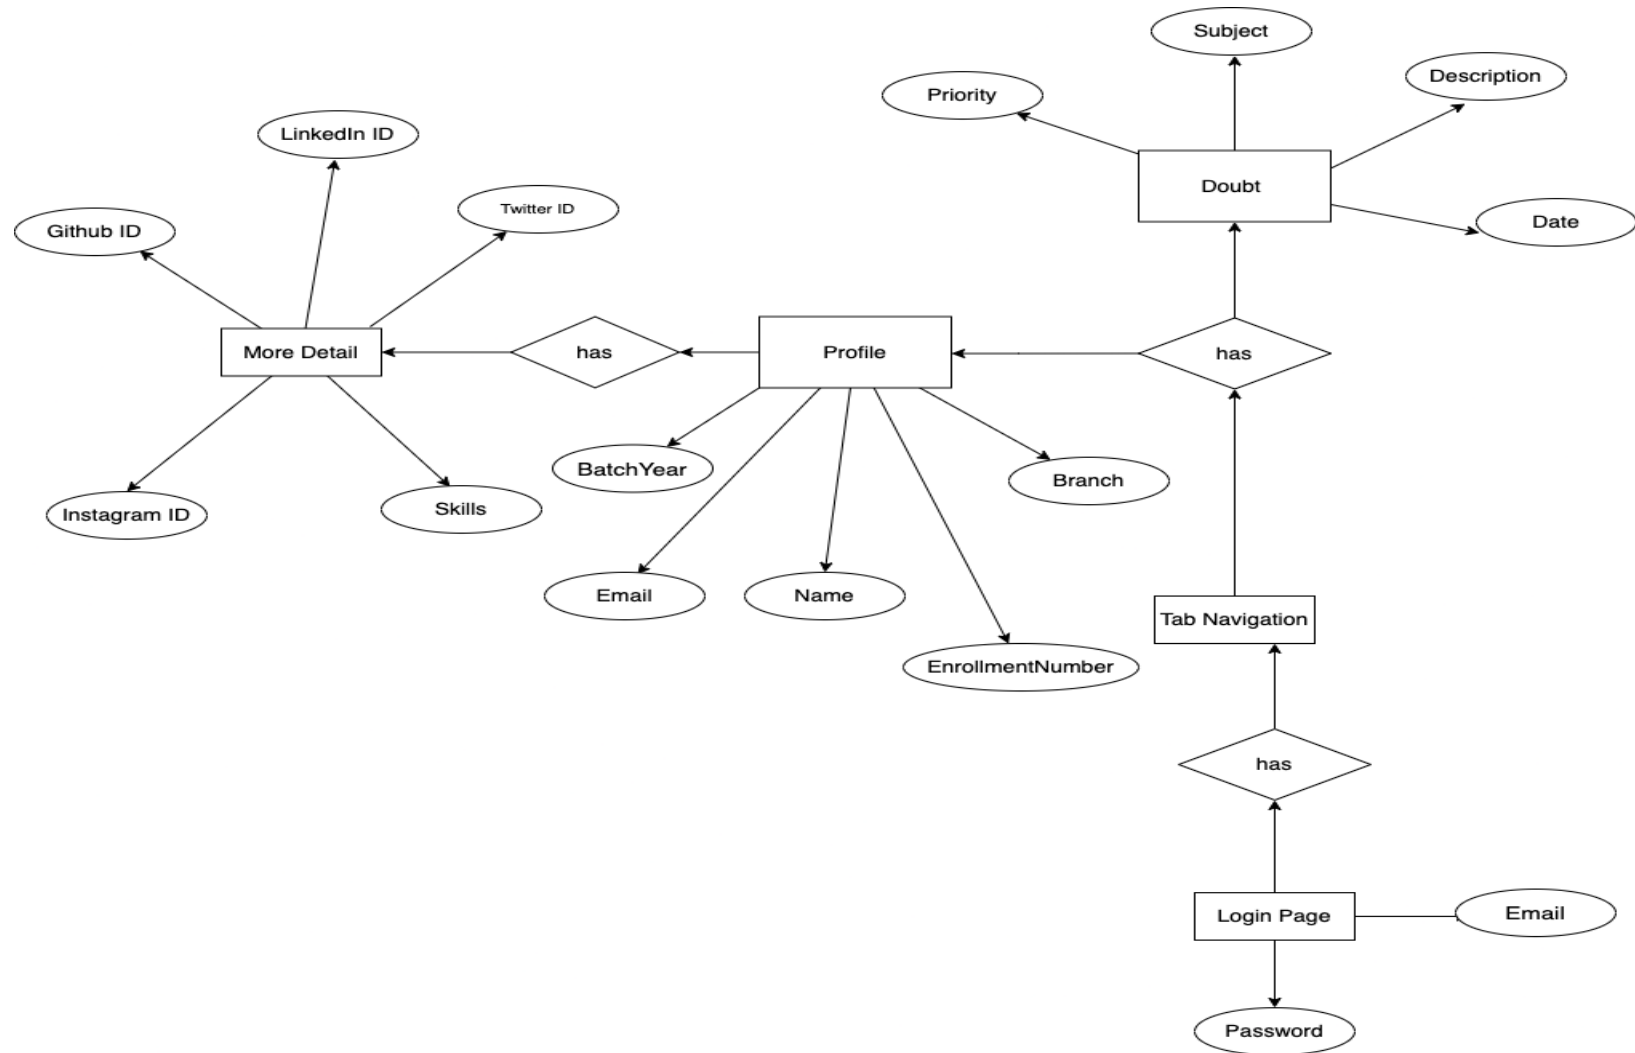 Subject
Description
Priority
LinkedIn ID
Doubt
Twitter ID
Date
Github ID
More Detail
has
Profile
has
BatchYear
Branch
Instagram ID
Skills
Email
Name
Tab Navigation
EnrollmentNumber
has
Login Page
Email
Password